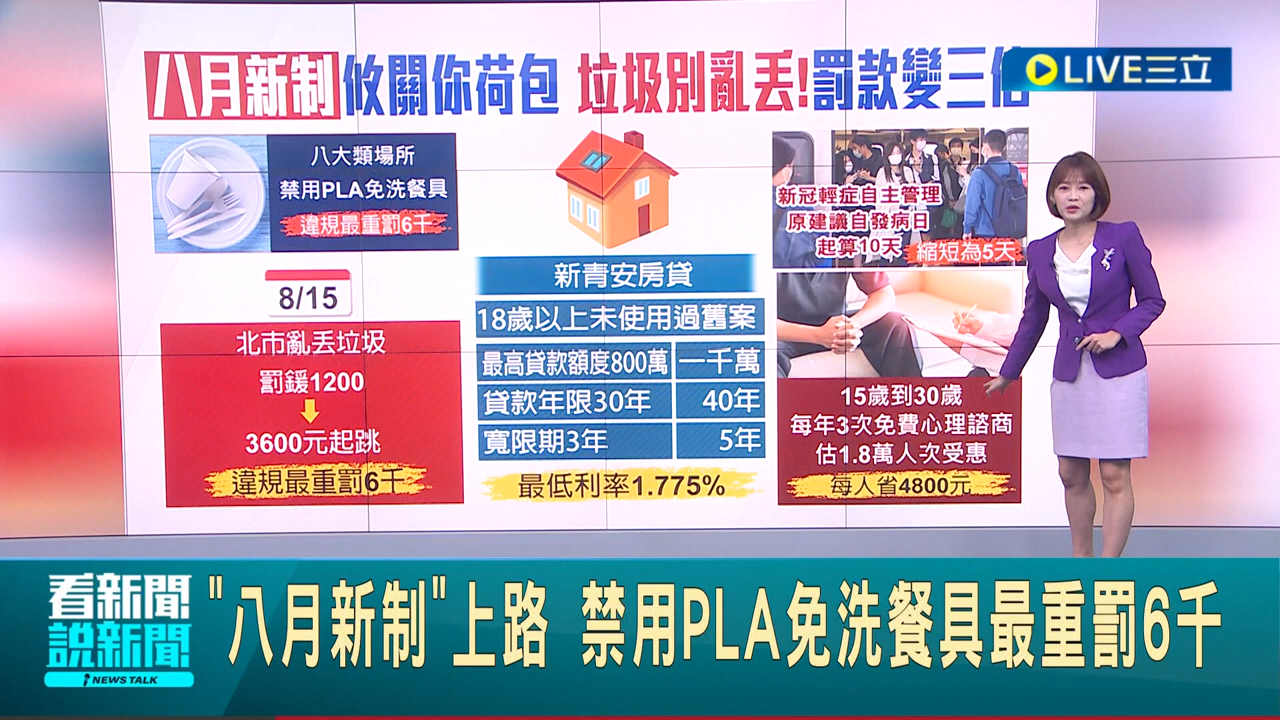 八月新制攸關你荷包 垃圾別亂丟!罰款變三倍
LIVE三立
八大類場所
禁用PLA免洗餐具
違規最重罰6千
8/15
北市亂丟垃圾
罰鍰1200
3600元起跳
違規最重罰6千
新青安房貸
18歲以上未使用過舊案
最高貸款額度800萬 一千萬
貸款年限30年 40年
寬限期3年 5年
最低利率1.775%
新冠輕症自主管理
原建議自發病日
起算10天 縮短為5天
15歲到30歲
每年3次免費心理諮商
估1.8萬人次受惠
每人省4800元
看新聞
說新聞
iNEWS TALK
"八月新制"上路 禁用PLA免洗餐具最重罰6千